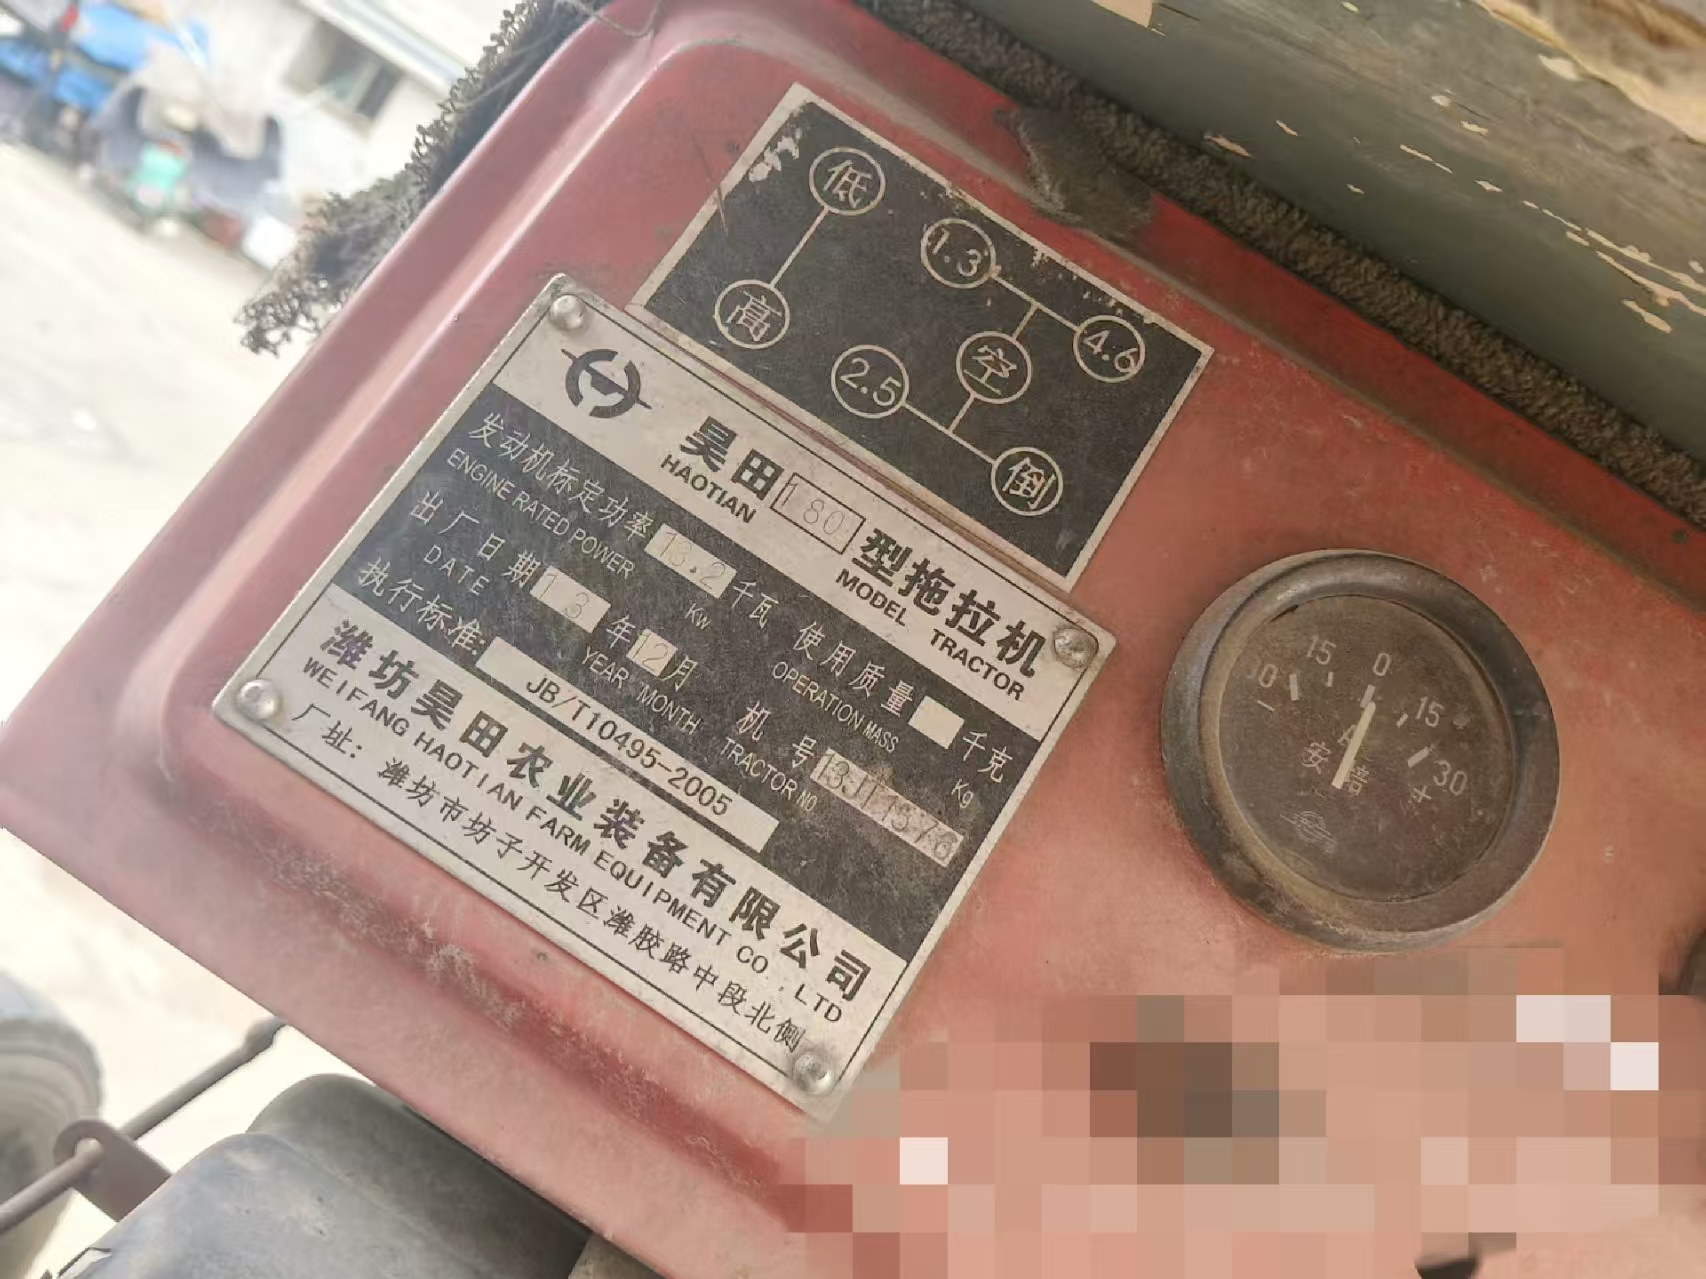 低
高
1.3
4.6
空
2.5
倒
昊田 180 型拖拉机
HAOTIAN MODEL TRACTOR
发动机标定功率 13.2 千瓦 使用质量 千克
ENGINE RATED POWER Kw OPERATION MASS Kg
出厂日期 13 年 12 月 机号
DATE YEAR MONTH TRACTOR NO
执行标准: JB/T10495-2005
潍坊昊田农业装备有限公司
WEIFANG HAOTIAN FARM EQUIPMENT CO.,LTD
厂址：潍坊市坊子开发区潍胶路中段北侧
30 15 0 15 30
- +
A
安培